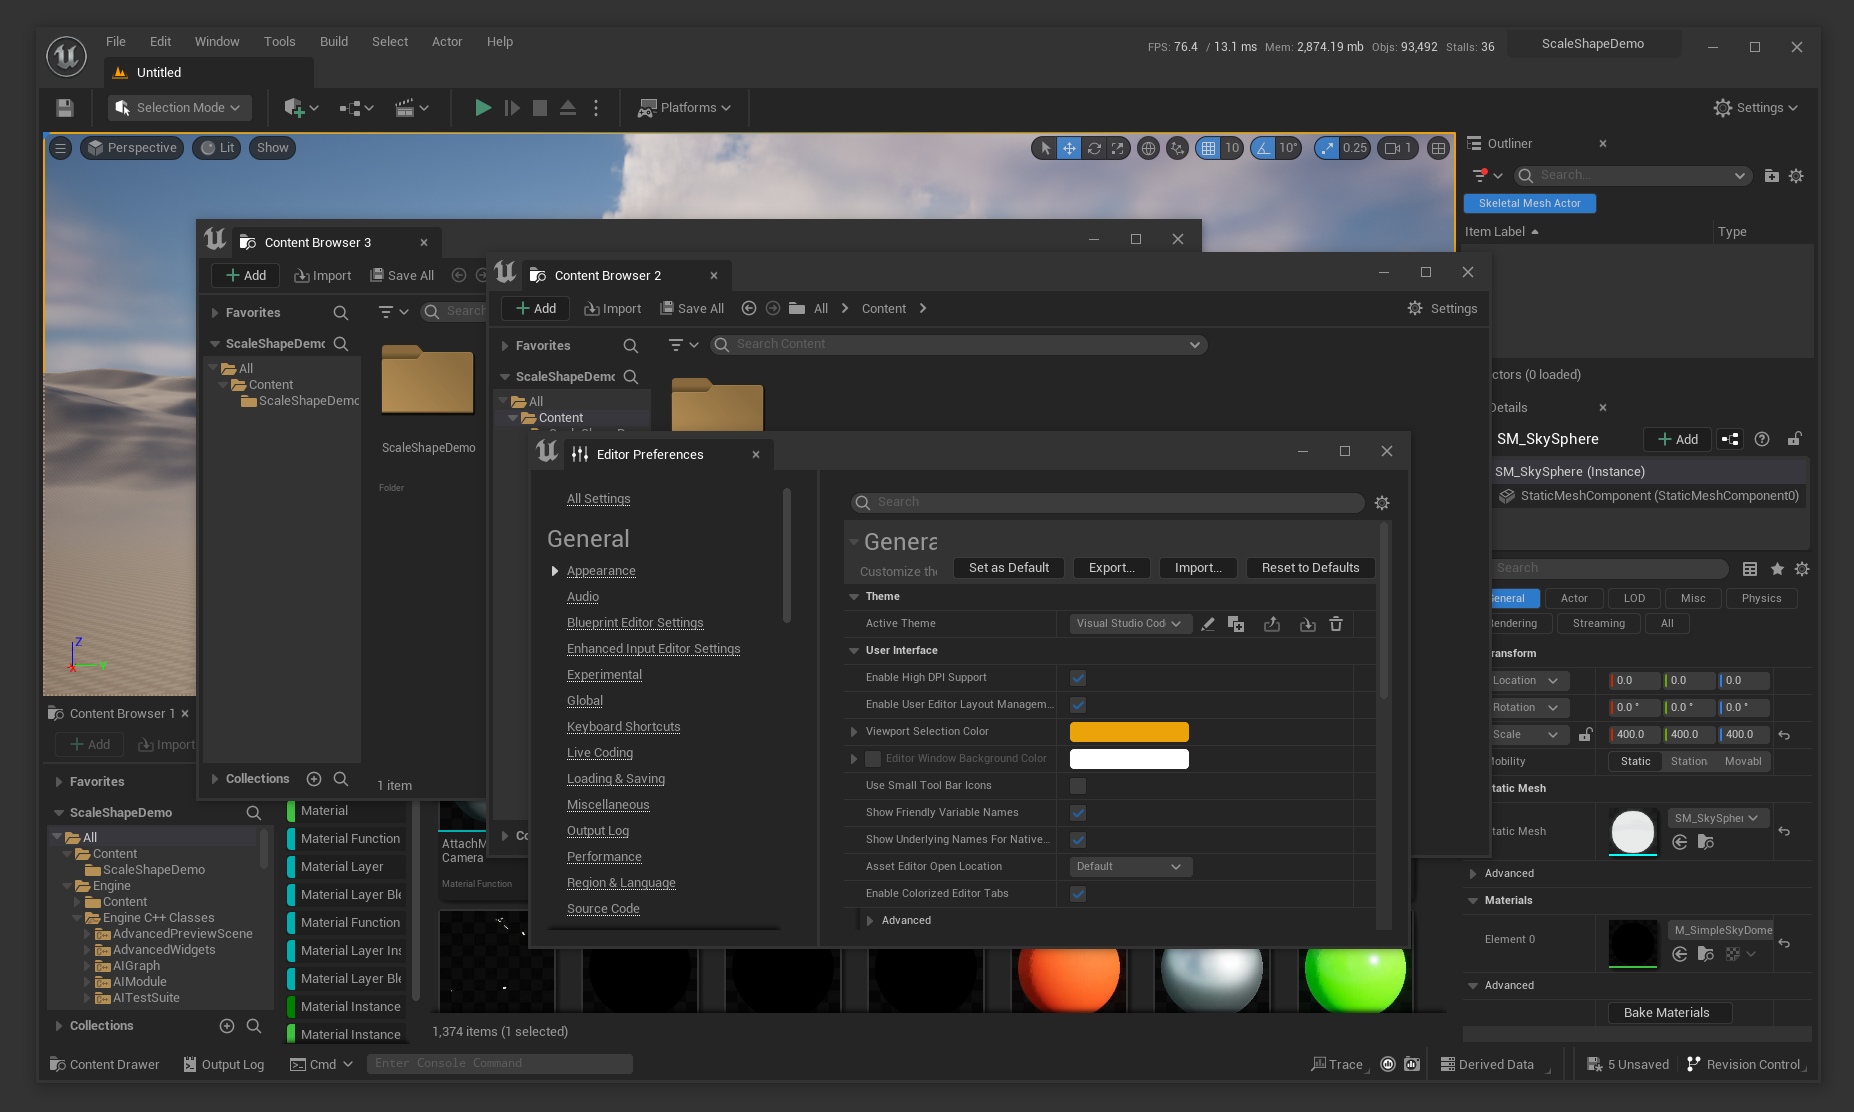 File Edit Window Tools Build Select Actor Help
FPS: 76.4 / 13.1 ms Mem: 2,874.19 mb Objs: 93,492 Stalls: 36
ScaleShapeDemo
Untitled
Selection Mode
Platforms
Settings
Perspective
Lit
Show
10
10°
0.25
1
Outliner
Search...
Skeletal Mesh Actor
Item Label
Type
ctors (0 loaded)
Content Browser 3
Add
Import
Save All
Favorites
Search
ScaleShapeDemo
All
Content
ScaleShapeDemo
ScaleShapeDemo
Folder
Collections
1 item
Content Browser 2
Add
Import
Save All
All
Content
Settings
Favorites
Search Content
ScaleShapeDemo
All
Content
Co
Editor Preferences
All Settings
General
Appearance
Audio
Blueprint Editor Settings
Enhanced Input Editor Settings
Experimental
Global
Keyboard Shortcuts
Live Coding
Loading & Saving
Miscellaneous
Output Log
Performance
Region & Language
Source Code
Search
Genera
Customize the
Set as Default
Export...
Import...
Reset to Defaults
Theme
Active Theme
Visual Studio Cod
User Interface
Enable High DPI Support
Enable User Editor Layout Managem...
Viewport Selection Color
Editor Window Background Color
Use Small Tool Bar Icons
Show Friendly Variable Names
Show Underlying Names For Native...
Asset Editor Open Location
Default
Enable Colorized Editor Tabs
Advanced
Details
SM_SkySphere
Add
SM_SkySphere (Instance)
StaticMeshComponent (StaticMeshComponent0)
Search
General
Actor
LOD
Misc
Physics
endering
Streaming
All
ransform
Location
0.0
0.0
0.0
Rotation
0.0 °
0.0 °
0.0 °
Scale
400.0
400.0
400.0
lobility
Static
Station
Movabl
tatic Mesh
tatic Mesh
SM_SkySpher
Advanced
Materials
Element 0
M_SimpleSkyDome
Advanced
Bake Materials
Content Browser 1
Add
Import
Favorites
ScaleShapeDemo
All
Content
ScaleShapeDemo
Engine
Content
Engine C++ Classes
AdvancedPreviewScene
AdvancedWidgets
AIGraph
AIModule
AITestSuite
Collections
Material
Material Function
Material Layer
Material Layer Ble
Material Function
Material Layer Ins
Material Layer Ble
Material Instance
Material Instance
AttachM
Camera
Material Function
1,374 items (1 selected)
Content Drawer
Output Log
Cmd
Enter Console Command
Trace
Derived Data
5 Unsaved
Revision Control